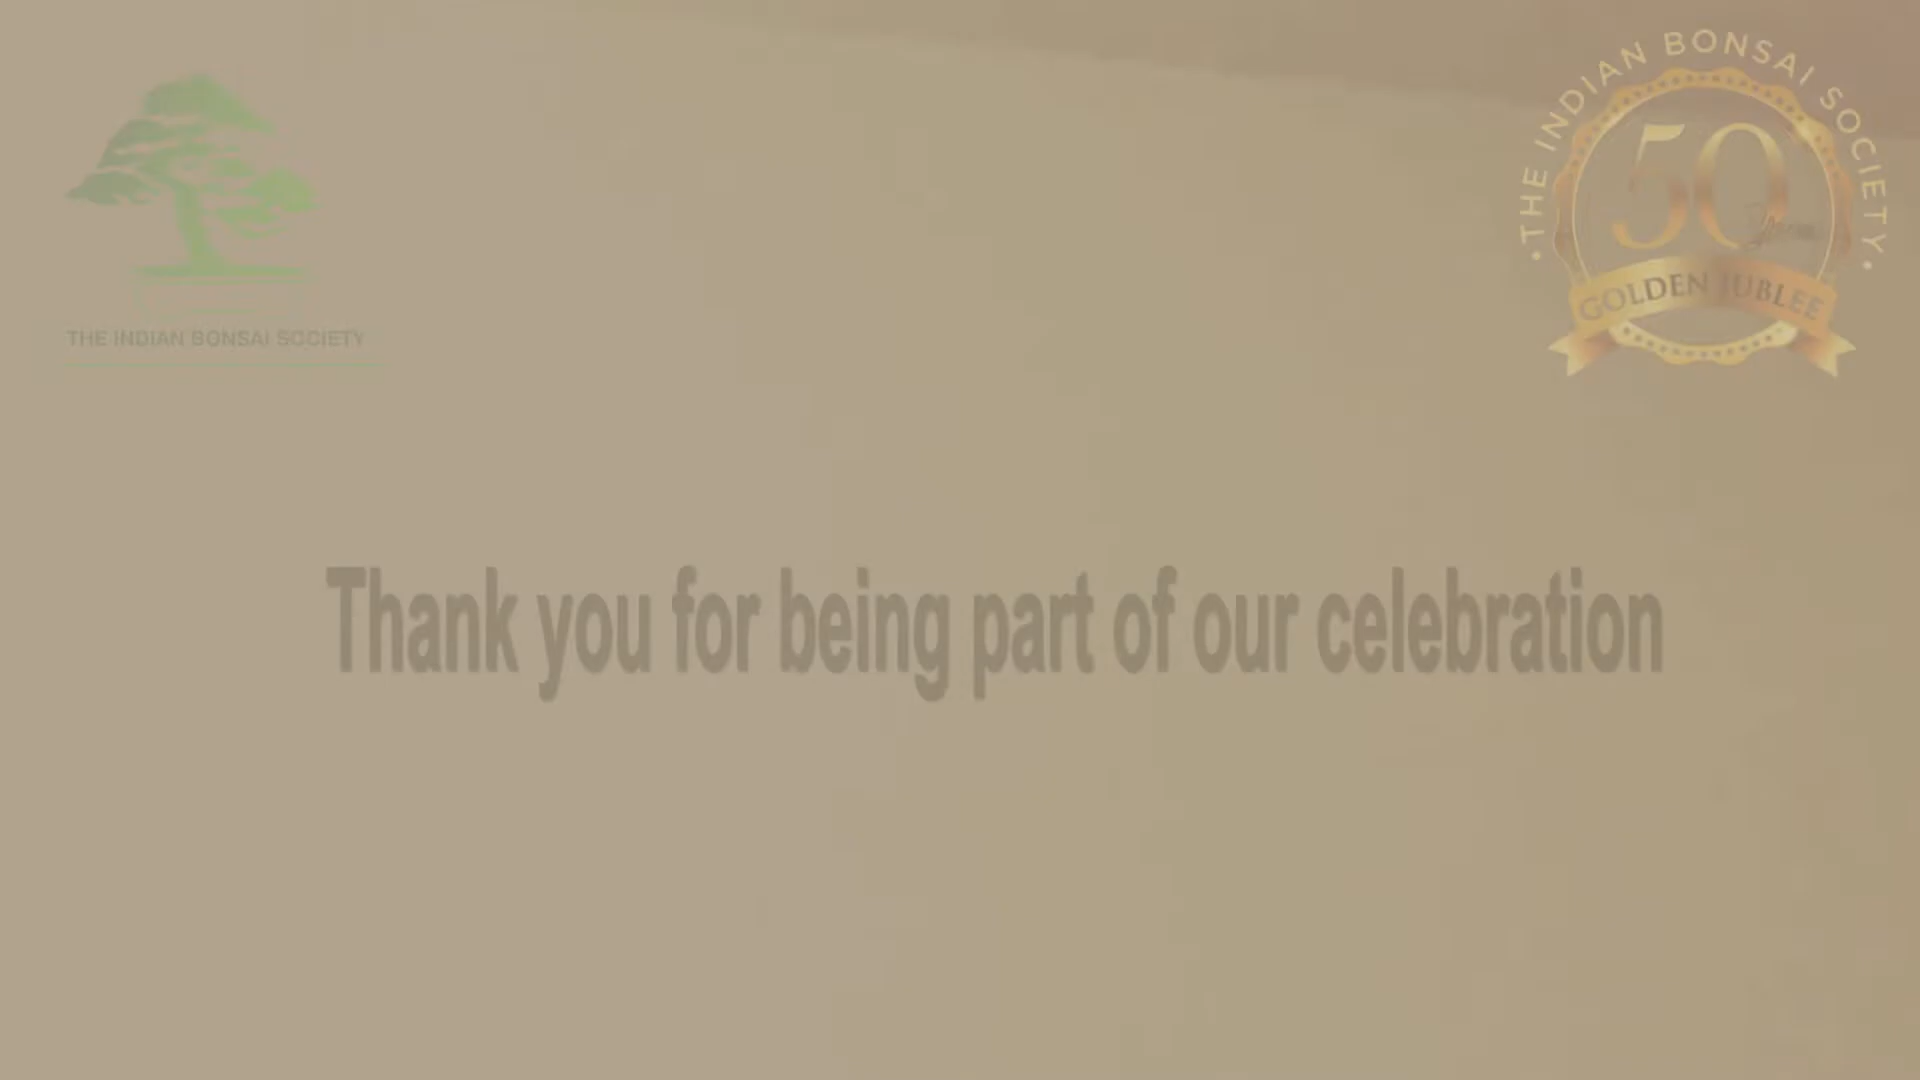 THE INDIAN BONSAI SOCIETY
THE INDIAN BONSAI SOCIETY
50
Years
GOLDEN JUBLEE
Thank you for being part of our celebration